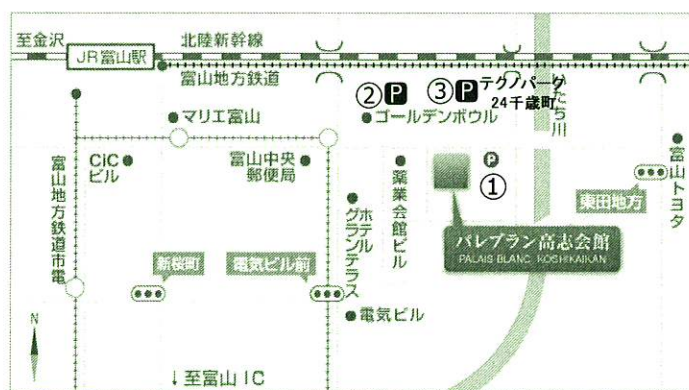 至金沢
JR富山駅
北陸新幹線
富山地方鉄道
② P
③ P テクノパーク
24千歳町
いたち川
マリエ富山
ゴールデンボウル
CiC
ビル
富山中央
郵便局
富山地方鉄道市電
ホテル
グランテラス
薬業会館ビル
P
①
富山トヨタ
東田地方
パレブラン高志会館
PALAIS BLANC KOSHIKAIKAN
新桜町
電気ビル前
電気ビル
N
↓至富山IC